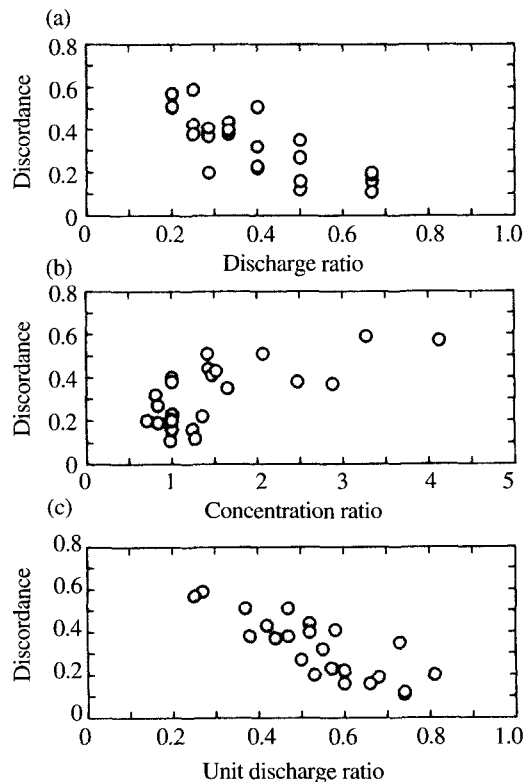 (a)
0.8
0.6
0.4
0.2
0
Discordance
0 0.2 0.4 0.6 0.8 1.0
Discharge ratio
(b)
0.8
0.6
0.4
0.2
0
Discordance
0 1 2 3 4 5
Concentration ratio
(c)
0.8
0.6
0.4
0.2
0
Discordance
0 0.2 0.4 0.6 0.8 1.0
Unit discharge ratio